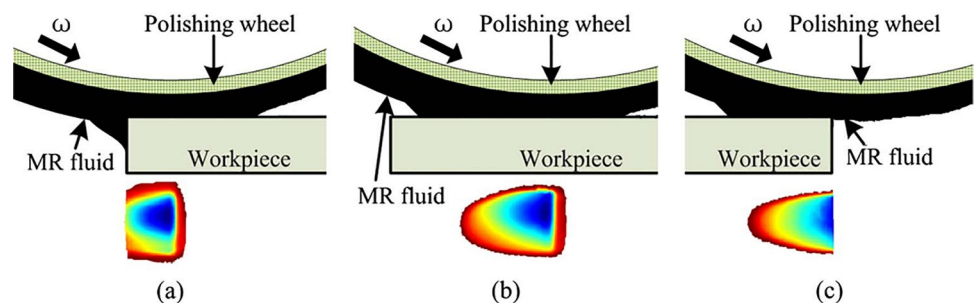 ω Polishing wheel
MR fluid
Workpiece
(a)
ω Polishing wheel
MR fluid
Workpiece
(b)
ω Polishing wheel
MR fluid
Workpiece
(c)